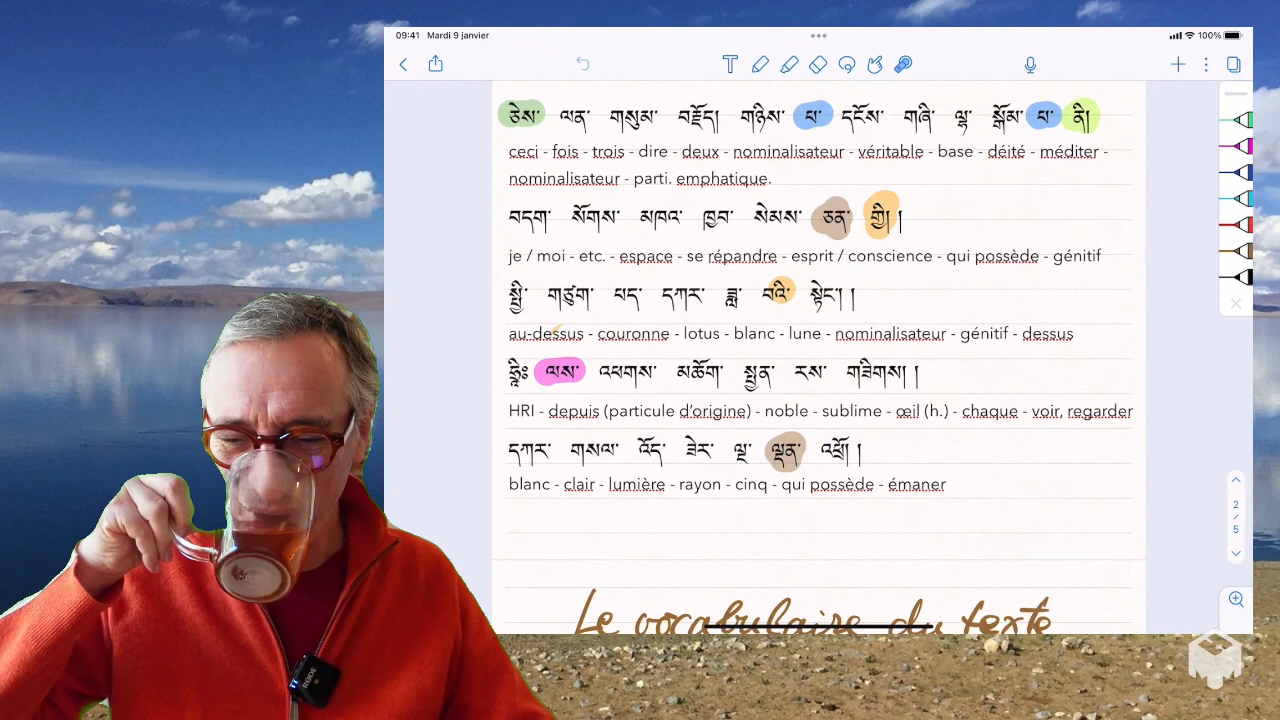 09:41 Mardi 9 janvier
100%
ཅེས་ ལན་ གསུམ་ བརྗོད། གཉིས་ པ་ དངོས་ གཞི་ ལྷ་ སྒོམ་ པ་ ནི།
ceci - fois - trois - dire - deux - nominalisateur - véritable - base - déité - méditer -
nominalisateur - parti. emphatique.
བདག་ སོགས་ མཁའ་ ཁྱབ་ སེམས་ ཅན་ གྱི། །
je / moi - etc. - espace - se répandre - esprit / conscience - qui possède - génitif
སྤྱི་ གཙུག་ པད་ དཀར་ ཟླ་ བའི་ སྟེང་། །
au-dessus - couronne - lotus - blanc - lune - nominalisateur - génitif - dessus
ཧྲཱིཿ ལས་ འཕགས་ མཆོག་ སྤྱན་ རས་ གཟིགས། །
HRI - depuis (particule d'origine) - noble - sublime - œil (h.) - chaque - voir, regarder
དཀར་ གསལ་ འོད་ ཟེར་ ལྔ་ ལྡན་ འཕྲོ། །
blanc - clair - lumière - rayon - cinq - qui possède - émaner
2
5
Le vocabulaire du texte
RODE